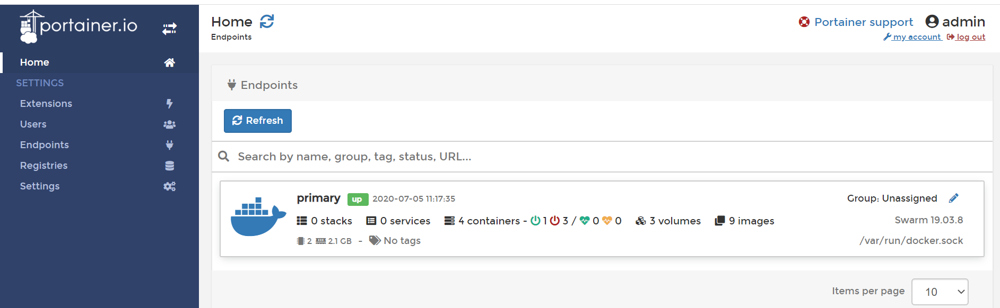 portainer.io
Home
SETTINGS
Extensions
Users
Endpoints
Registries
Settings
Home
Endpoints
Portainer support admin
my account log out
Endpoints
Refresh
Search by name, group, tag, status, URL...
primary up 2020-07-05 11:17:35 Group: Unassigned
0 stacks 0 services 4 containers - 1 3 / 0 0 3 volumes 9 images Swarm 19.03.8
2 2.1 GB - No tags /var/run/docker.sock
Items per page 10